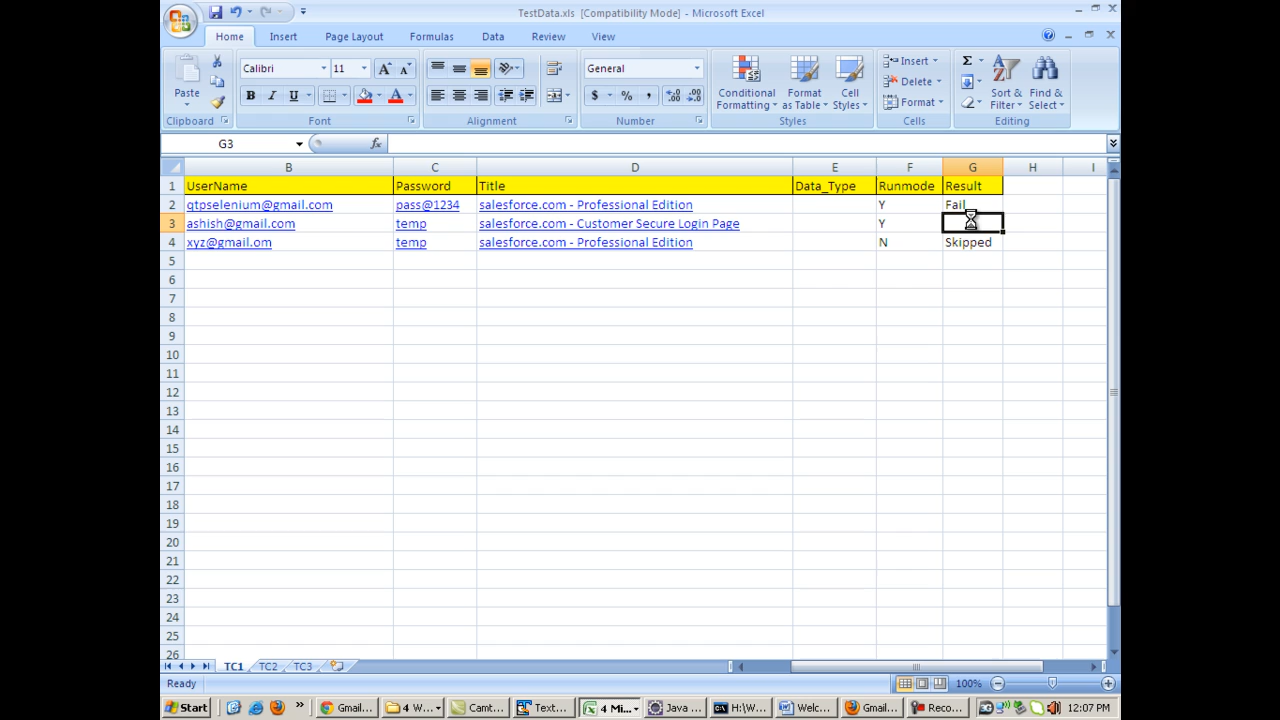 TestData.xls [Compatibility Mode] - Microsoft Excel
Home Insert Page Layout Formulas Data Review View
Calibri 11 General
Paste
B I U
$ % ,
Conditional Formatting
Format as Table
Cell Styles
Insert
Delete
Format
Σ
Sort & Filter
Find & Select
Clipboard Font Alignment Number Styles Cells Editing
G3 fx
B C D E F G H I
1 UserName Password Title Data_Type Runmode Result
2 qtpselenium@gmail.com pass@1234 salesforce.com - Professional Edition Y Fail
3 ashish@gmail.com temp salesforce.com - Customer Secure Login Page Y
4 xyz@gmail.om temp salesforce.com - Professional Edition N Skipped
5
6
7
8
9
10
11
12
13
14
15
16
17
18
19
20
21
22
23
24
25
26
TC1 TC2 TC3
Ready 100%
Start » Gmail... 4 W... Camt... Text... 4 Mi... Java ... H:\W... Welc... Gmail... Reco... 12:07 PM